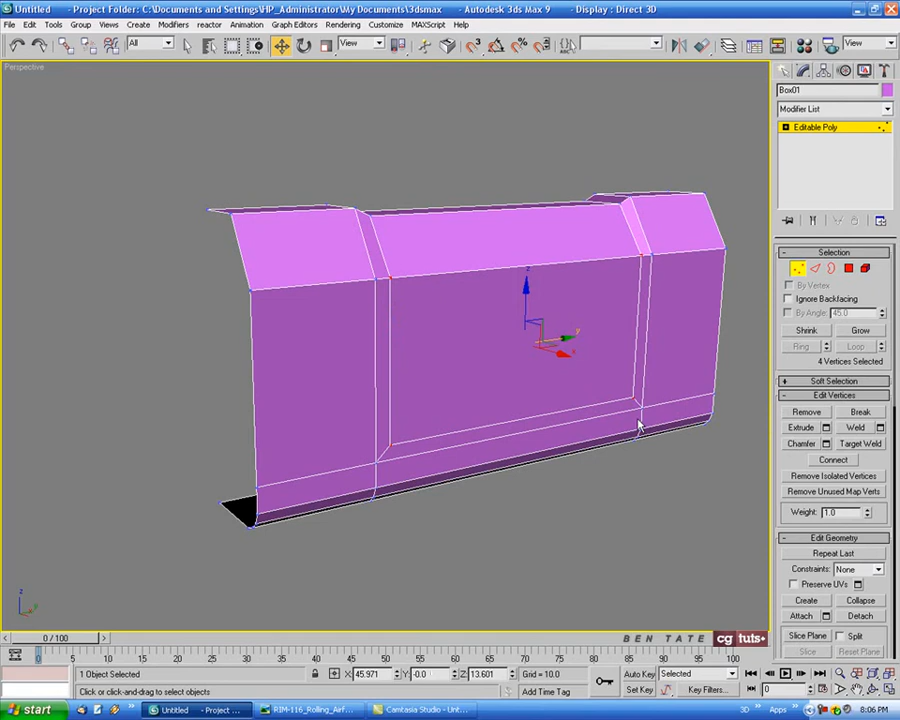 Untitled - Project Folder: C:\Documents and Settings\HP_Administrator\My Documents\3dsmax - Autodesk 3ds Max 9 - Display : Direct 3D
File Edit Tools Group Views Create Modifiers reactor Animation Graph Editors Rendering Customize MAXScript Help
All View View
Perspective
Box01
Modifier List
Editable Poly
Selection
By Vertex
Ignore Backfacing
By Angle: 45.0
Shrink Grow
Ring Loop
4 Vertices Selected
Soft Selection
Edit Vertices
Remove Break
Extrude Weld
Chamfer Target Weld
Connect
Remove Isolated Vertices
Remove Unused Map Verts
Weight: 1.0
Edit Geometry
Repeat Last
Constraints: None
Preserve UVs
Create Collapse
Attach Detach
Slice Plane Split
Slice Reset Plane
z
y
x
z
0 / 100
BEN TATE cg tuts+
0 5 10 15 20 25 30 35 40 45 50 55 60 65 70 75 80 85 90 95 100
1 Object Selected X: 45.971 Y: -0.0 Z: 13.601 Grid = 10.0 Auto Key Selected
Click or click-and-drag to select objects Add Time Tag Set Key Key Filters... 0
start Untitled - Project ... RIM-116_Rolling_Airf... Camtasia Studio - Unt... 3D Apps 8:06 PM